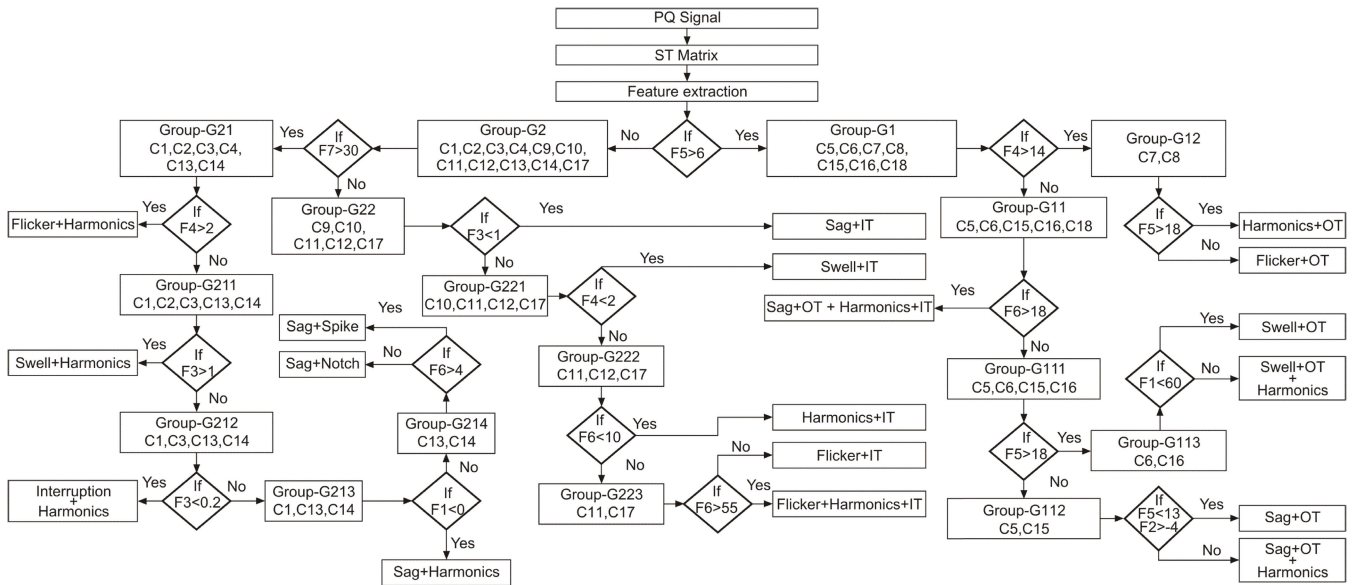 PQ Signal
ST Matrix
Feature extraction
If
F5>6
No
Yes
Group-G2
C1,C2,C3,C4,C9,C10,
C11,C12,C13,C14,C17
If
F7>30
Yes
No
Group-G21
C1,C2,C3,C4,
C13,C14
If
F4>2
Yes
Flicker+Harmonics
No
Group-G211
C1,C2,C3,C13,C14
If
F3>1
Yes
Swell+Harmonics
No
Group-G212
C1,C3,C13,C14
If
F3<0.2
Yes
Interruption
+
Harmonics
No
Group-G213
C1,C13,C14
If
F1<0
Yes
Sag+Harmonics
No
Group-G214
C13,C14
If
F6>4
Yes
Sag+Spike
No
Sag+Notch
Group-G22
C9,C10,
C11,C12,C17
If
F3<1
Yes
Sag+IT
No
Group-G221
C10,C11,C12,C17
If
F4<2
Yes
Swell+IT
No
Group-G222
C11,C12,C17
If
F6<10
Yes
Harmonics+IT
No
Group-G223
C11,C17
If
F6>55
No
Flicker+IT
Yes
Flicker+Harmonics+IT
Group-G1
C5,C6,C7,C8,
C15,C16,C18
If
F4>14
Yes
Group-G12
C7,C8
If
F5>18
Yes
Harmonics+OT
No
Flicker+OT
No
Group-G11
C5,C6,C15,C16,C18
If
F6>18
Yes
Sag+OT + Harmonics+IT
No
Group-G111
C5,C6,C15,C16
If
F5>18
Yes
Group-G113
C6,C16
If
F1<60
Yes
Swell+OT
No
Swell+OT
+
Harmonics
No
Group-G112
C5,C15
If
F5<13
F2>-4
Yes
Sag+OT
No
Sag+OT
+
Harmonics